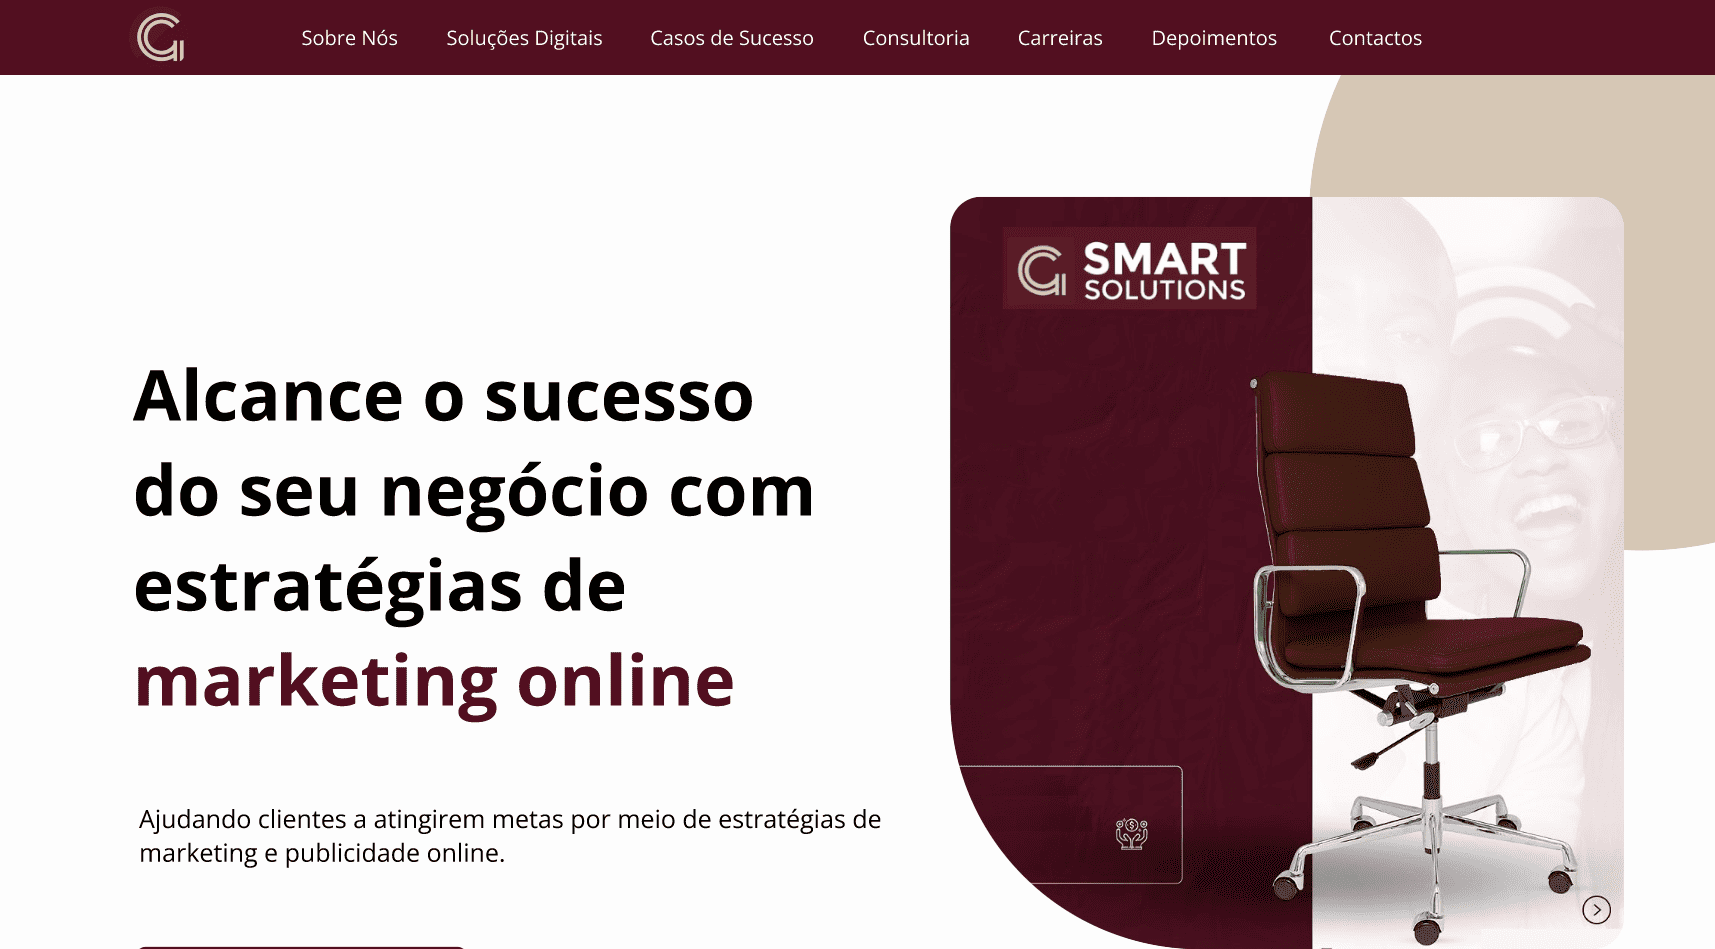 Sobre Nós
Soluções Digitais
Casos de Sucesso
Consultoria
Carreiras
Depoimentos
Contactos
SMART
SOLUTIONS
Alcance o sucesso
do seu negócio com
estratégias de
marketing online
Ajudando clientes a atingirem metas por meio de estratégias de
marketing e publicidade online.